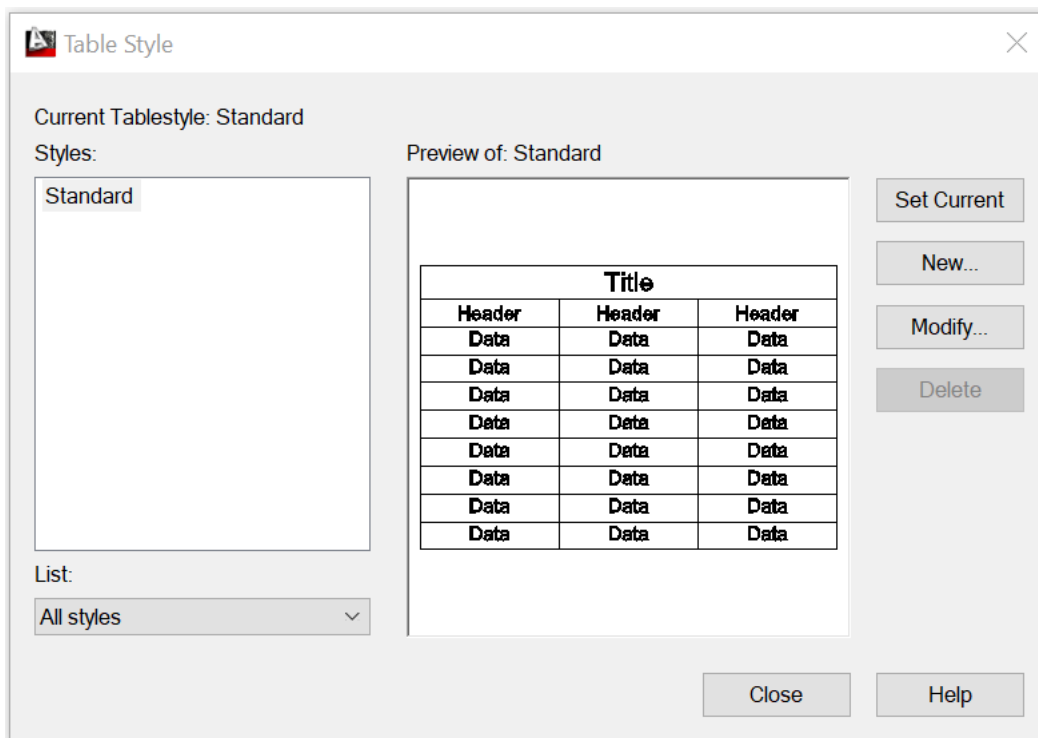 Table Style
Current Tablestyle: Standard
Styles:
Standard
List:
All styles
Preview of: Standard
Title
Header Header Header
Data Data Data
Data Data Data
Data Data Data
Data Data Data
Data Data Data
Data Data Data
Data Data Data
Data Data Data
Set Current
New...
Modify...
Delete
Close Help